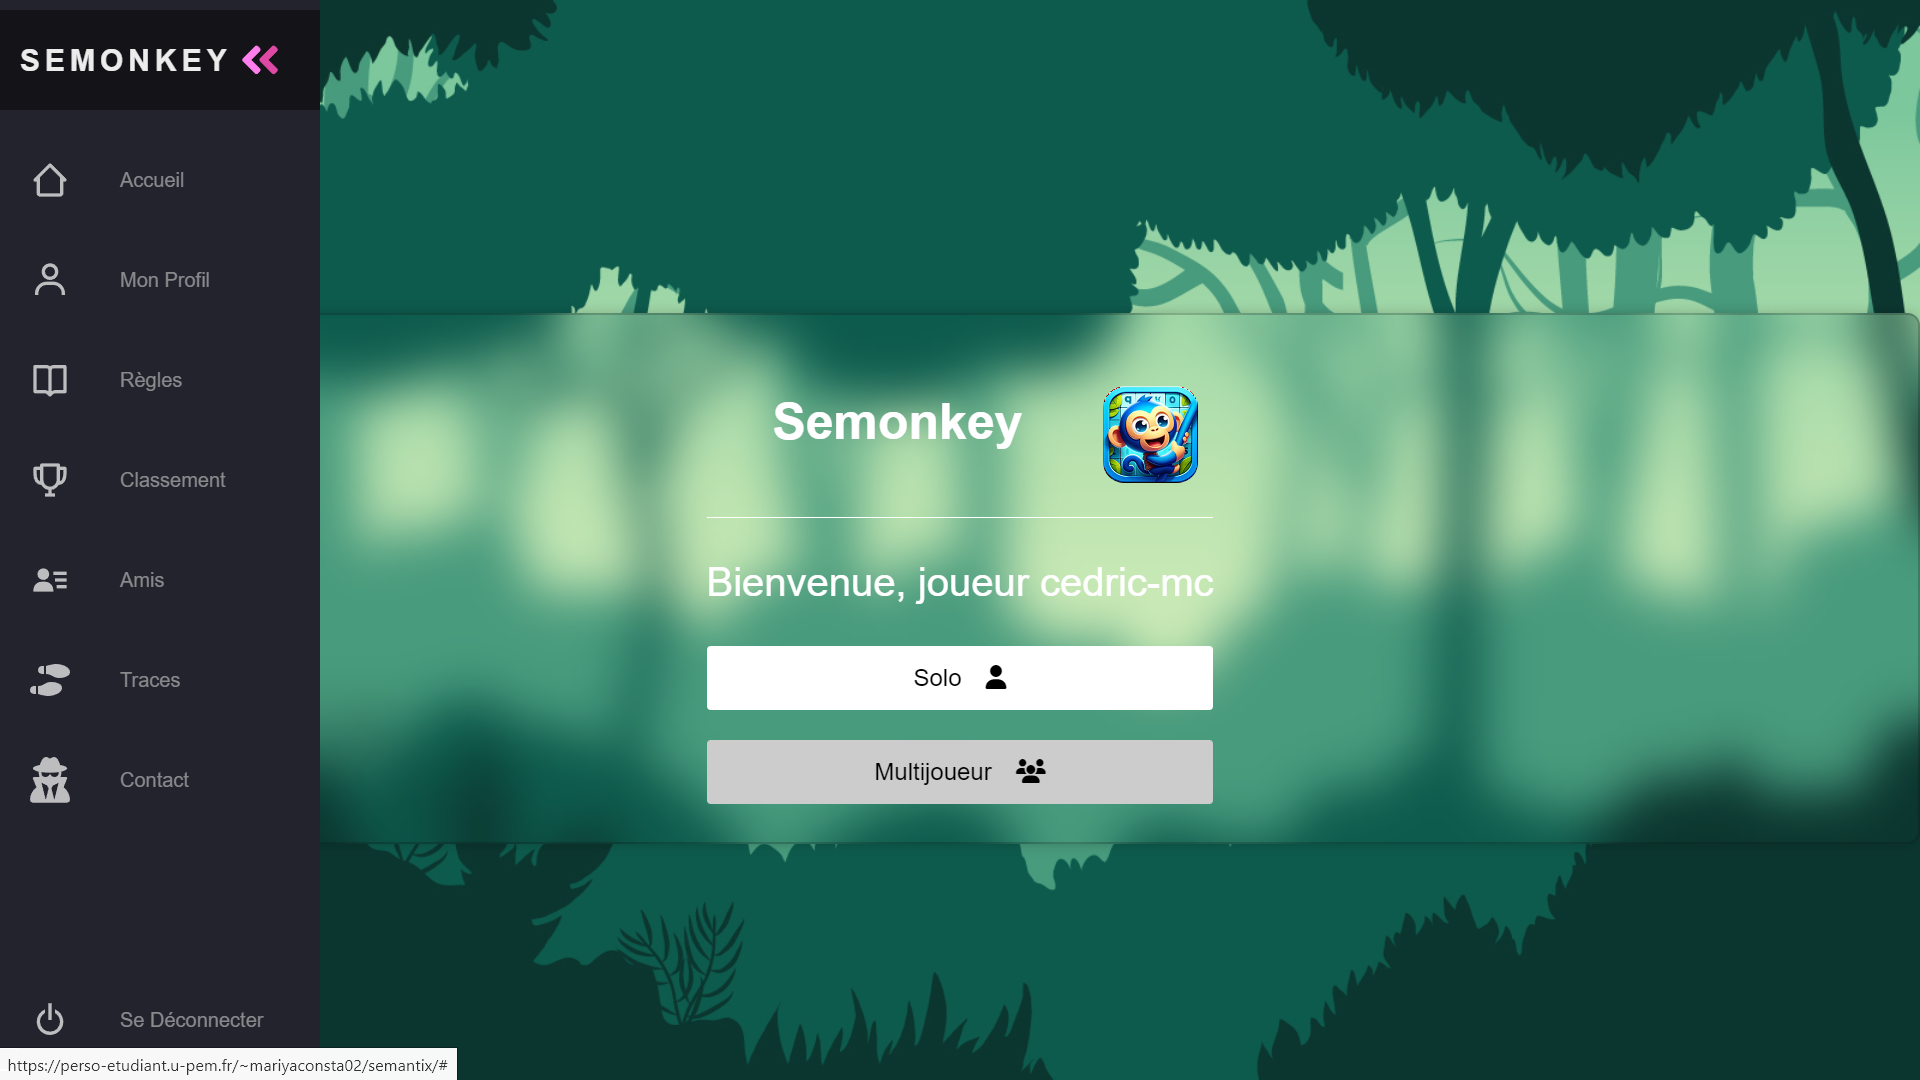 SEMONKEY
Accueil
Mon Profil
Règles
Classement
Amis
Traces
Contact
Se Déconnecter
Semonkey
Bienvenue, joueur cedric-mc
Solo
Multijoueur
https://perso-etudiant.u-pem.fr/~mariyaconsta02/semantix/#